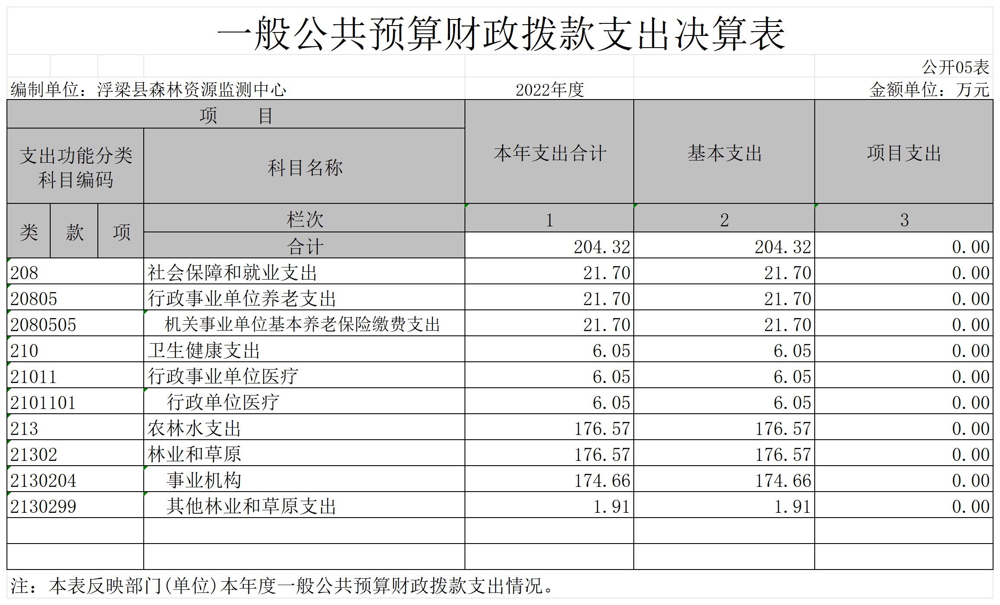 一般公共预算财政拨款支出决算表
公开05表
编制单位：浮梁县森林资源监测中心 2022年度 金额单位：万元
项 目 本年支出合计 基本支出 项目支出
支出功能分类
科目编码 科目名称
类 款 项 栏次 1 2 3
合计 204.32 204.32 0.00
208 社会保障和就业支出 21.70 21.70 0.00
20805 行政事业单位养老支出 21.70 21.70 0.00
2080505 机关事业单位基本养老保险缴费支出 21.70 21.70 0.00
210 卫生健康支出 6.05 6.05 0.00
21011 行政事业单位医疗 6.05 6.05 0.00
2101101 行政单位医疗 6.05 6.05 0.00
213 农林水支出 176.57 176.57 0.00
21302 林业和草原 176.57 176.57 0.00
2130204 事业机构 174.66 174.66 0.00
2130299 其他林业和草原支出 1.91 1.91 0.00
注：本表反映部门(单位)本年度一般公共预算财政拨款支出情况。